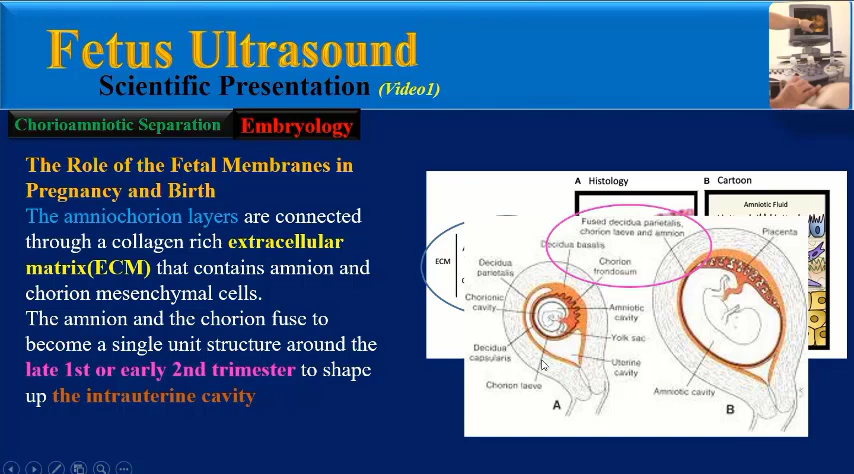 Fetus Ultrasound
Scientific Presentation (Video1)
Chorioamniotic Separation
Embryology
The Role of the Fetal Membranes in
Pregnancy and Birth
The amniochorion layers are connected
through a collagen rich extracellular
matrix(ECM) that contains amnion and
chorion mesenchymal cells.
The amnion and the chorion fuse to
become a single unit structure around the
late 1st or early 2nd trimester to shape
up the intrauterine cavity
A Histology
B Cartoon
Amniotic Fluid
ECM
Fused decidua parietalis,
chorion laeve and amnion
Placenta
Decidua basalis
Decidua
parietalis
Chorion
frondosum
Chorionic
cavity
Amniotic
cavity
Yolk sac
Decidua
capsularis
Uterine
cavity
Chorion laeve
Amniotic cavity
A
B